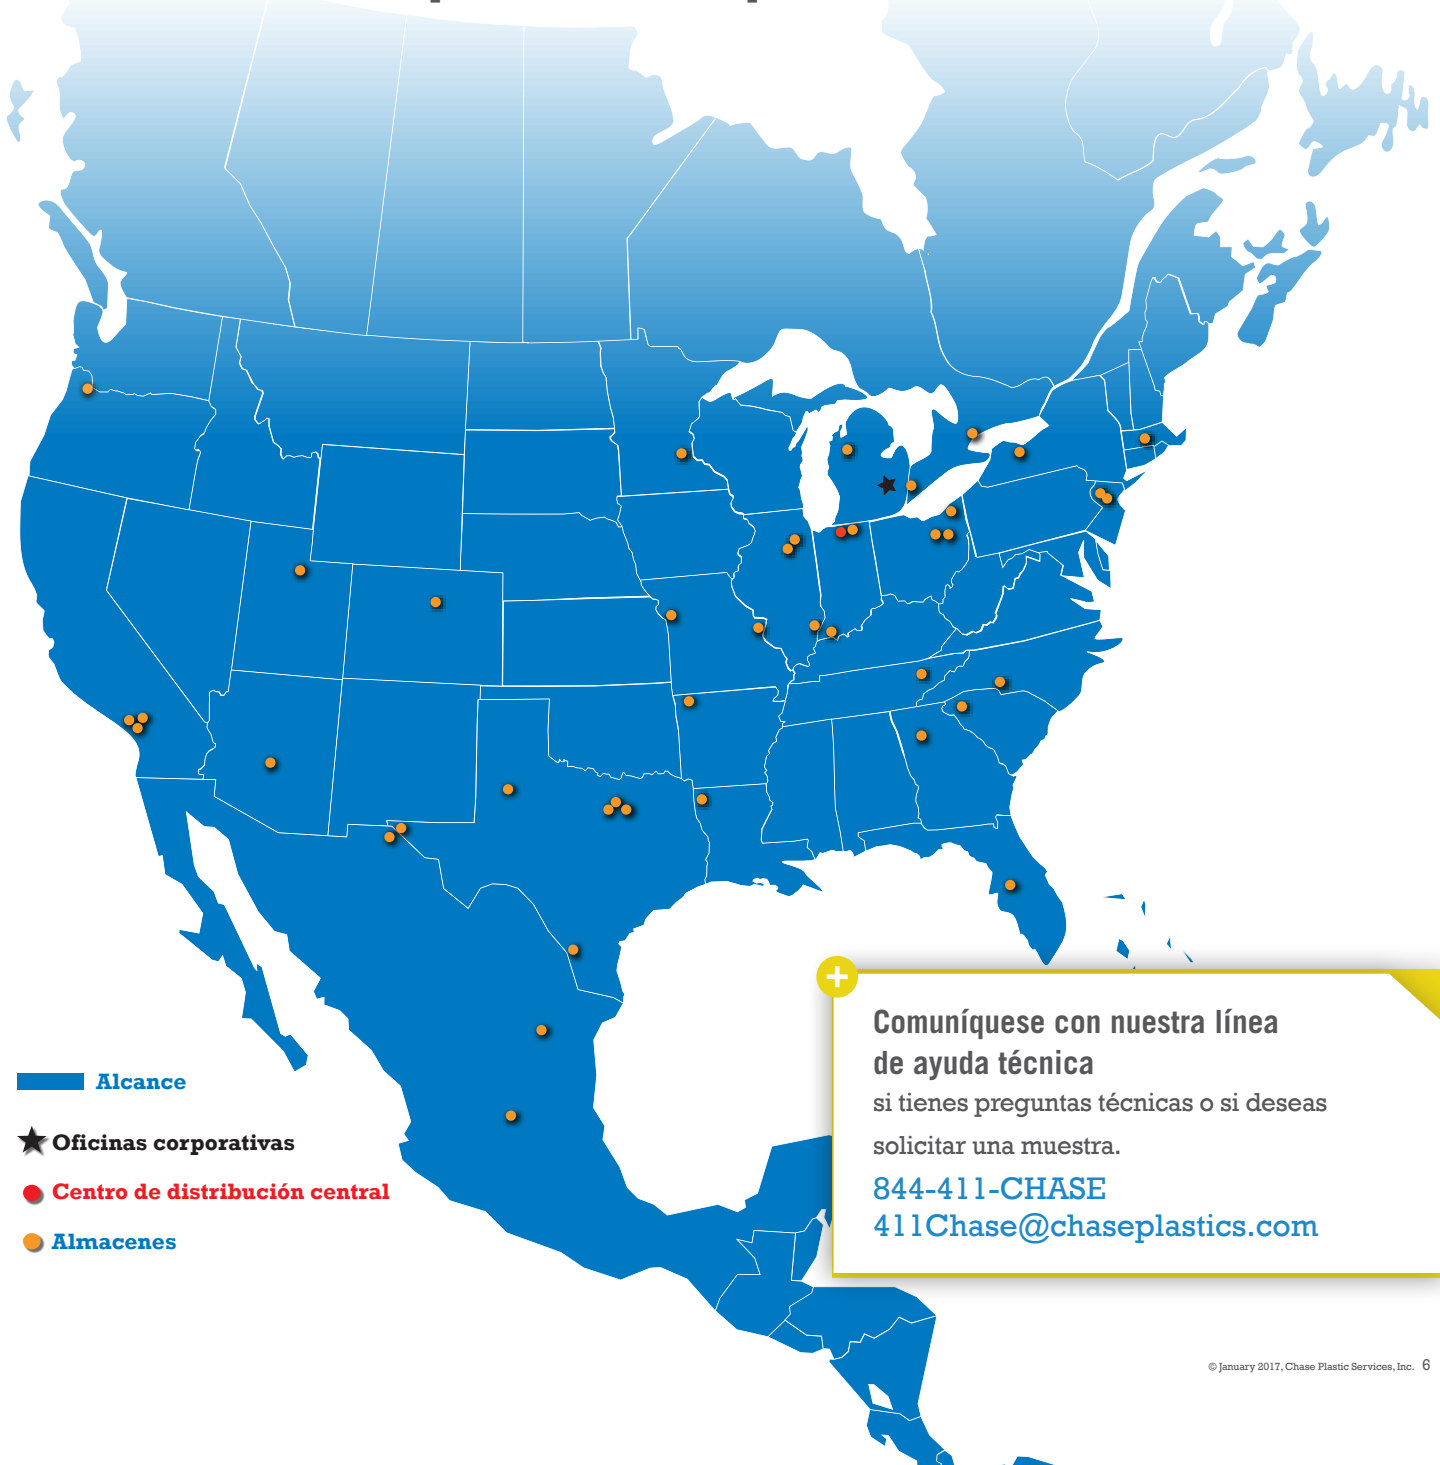 Alcance
Oficinas corporativas
Centro de distribución central
Almacenes
Comuníquese con nuestra línea
de ayuda técnica
si tienes preguntas técnicas o si deseas
solicitar una muestra.
844-411-CHASE
411Chase@chaseplastics.com
© January 2017, Chase Plastic Services, Inc. 6